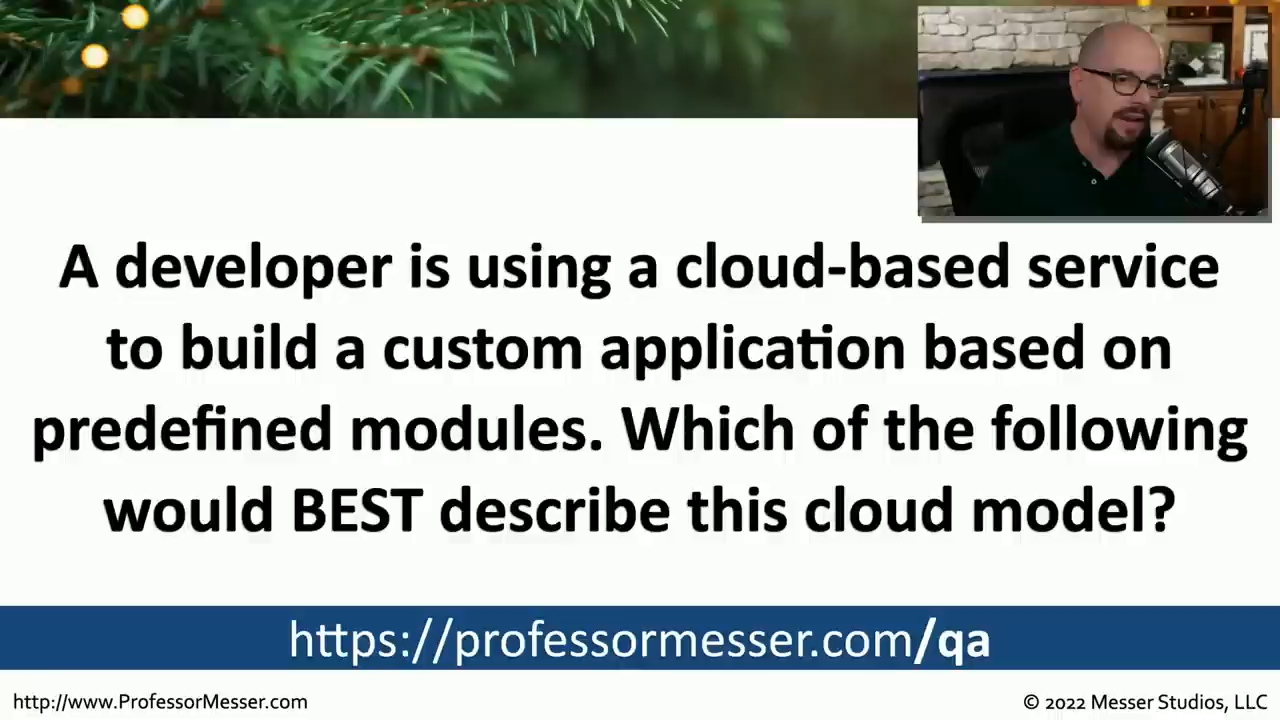 A developer is using a cloud-based service
to build a custom application based on
predefined modules. Which of the following
would BEST describe this cloud model?
https://professormesser.com/qa
http://www.ProfessorMesser.com
© 2022 Messer Studios, LLC